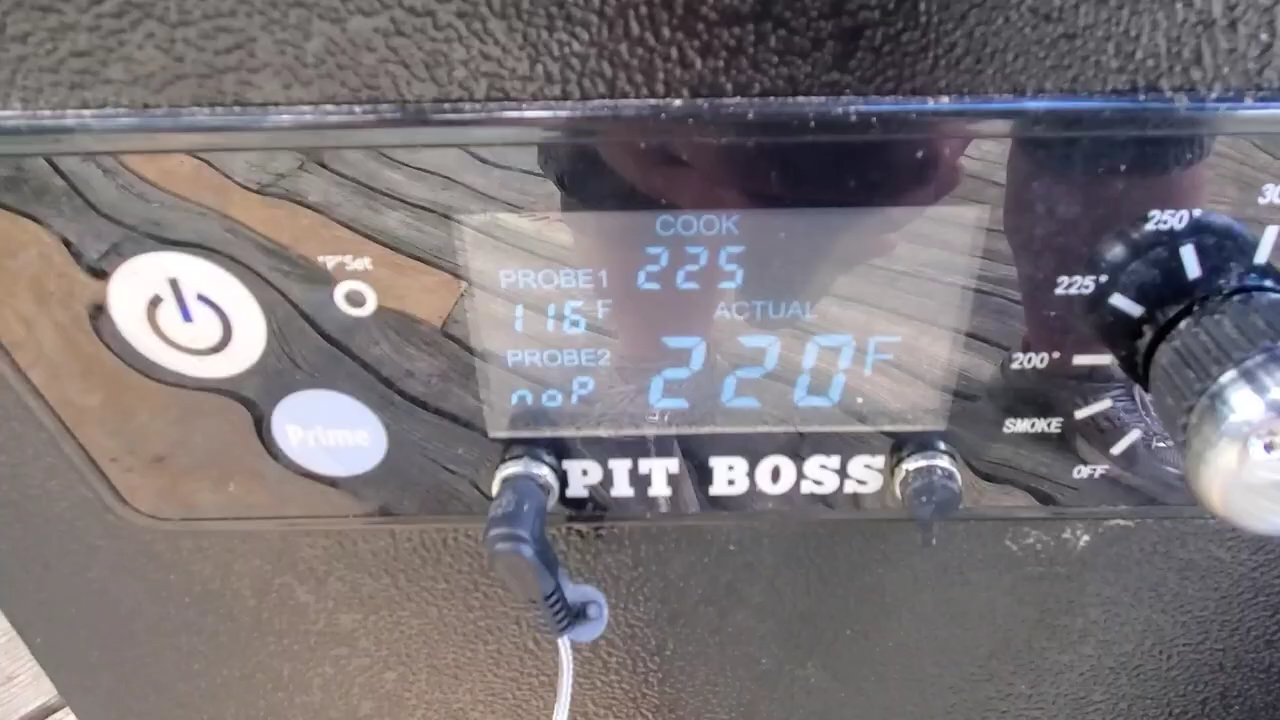 COOK
225
PROBE1
116 F
ACTUAL
220 F
PROBE2
noP
"P"Set
Prime
PIT BOSS
250°
225°
200°
SMOKE
OFF